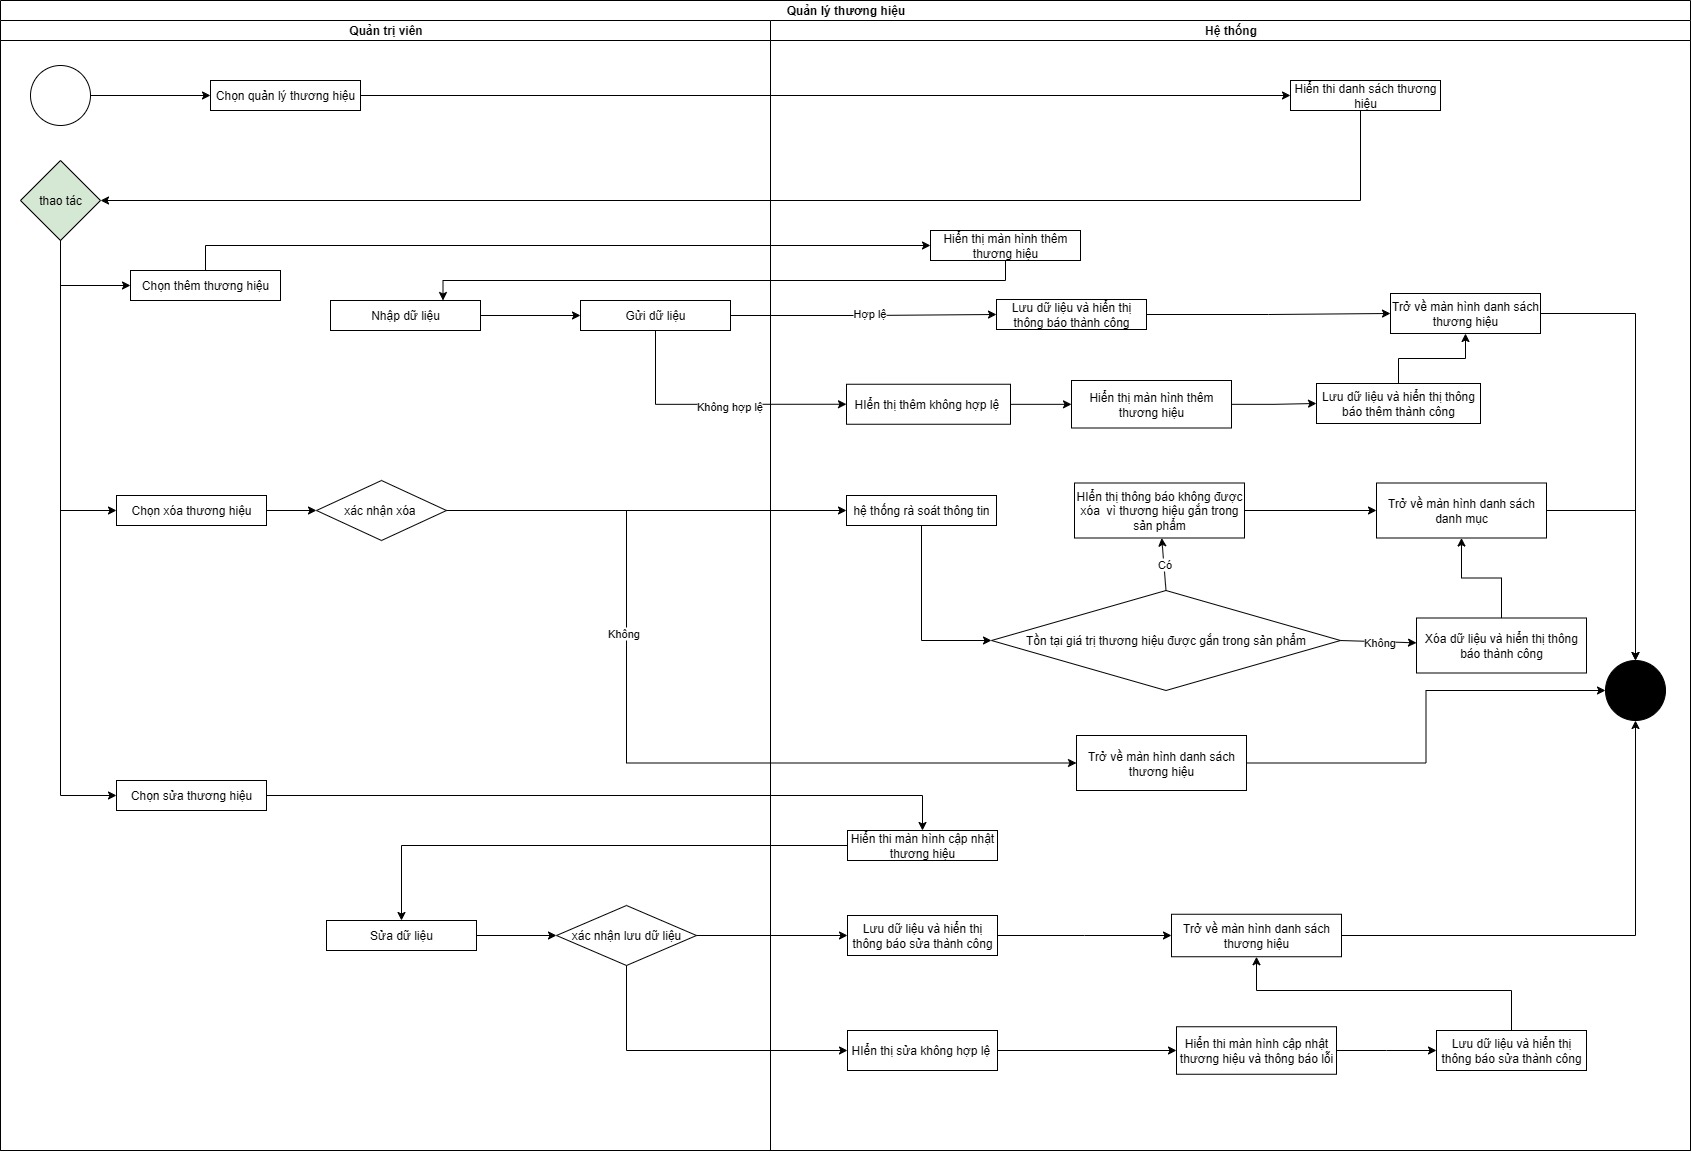 Quản lý thương hiệu
Quản trị viên
Hệ thống
Chọn quản lý thương hiệu
Hiển thi danh sách thương
hiệu
thao tác
Hiển thị màn hình thêm
thương hiệu
Chọn thêm thương hiệu
Nhập dữ liệu
Gửi dữ liệu
Hợp lệ
Lưu dữ liệu và hiển thị
thông báo thành công
Trở về màn hình danh sách
thương hiệu
Không hợp lệ
HIển thị thêm không hợp lệ
Hiển thị màn hình thêm
thương hiệu
Lưu dữ liệu và hiển thị thông
báo thêm thành công
Chọn xóa thương hiệu
xác nhận xóa
hệ thống rà soát thông tin
HIển thị thông báo không được
xóa  vì thương hiệu gắn trong
sản phẩm
Trở về màn hình danh sách
danh mục
Có
Không
Tồn tại giá trị thương hiệu được gắn trong sản phẩm
Không
Xóa dữ liệu và hiển thị thông
báo thành công
Trở về màn hình danh sách
thương hiệu
Chọn sửa thương hiệu
Hiển thi màn hình cập nhật
thương hiệu
Sửa dữ liệu
xác nhận lưu dữ liệu
Lưu dữ liệu và hiển thị
thông báo sửa thành công
Trở về màn hình danh sách
thương hiệu
HIển thị sửa không hợp lệ
Hiển thi màn hình cập nhật
thương hiệu và thông báo lỗi
Lưu dữ liệu và hiển thị
thông báo sửa thành công